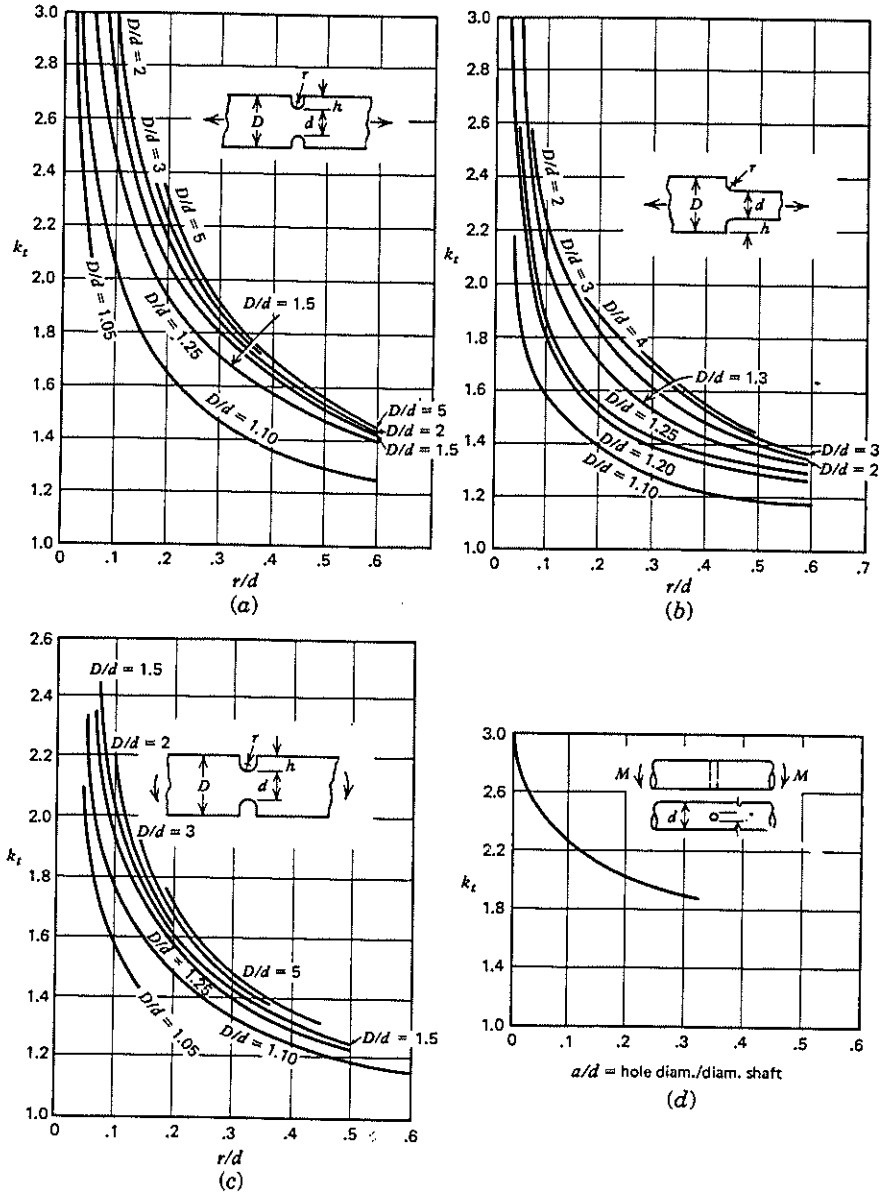 3.0
2.8
2.6
2.4
2.2
k_t
2.0
1.8
1.6
1.4
1.2
1.0
0 .1 .2 .3 .4 .5 .6
r/d
(a)
D/d = 2
D/d = 3
D/d = 5
D/d = 1.05
D/d = 1.25
D/d = 1.5
D/d = 1.10
D/d = 5
D/d = 2
D/d = 1.5
r
h
D
d
3.0
2.8
2.6
2.4
2.2
k_t
2.0
1.8
1.6
1.4
1.2
1.0
0 .1 .2 .3 .4 .5 .6 0.7
r/d
(b)
D/d = 2
D/d = 3
D/d = 4
D/d = 1.3
D/d = 1.25
D/d = 1.20
D/d = 1.10
D/d = 3
D/d = 2
r
D
d
h
2.6
2.4
2.2
2.0
k_t
1.8
1.6
1.4
1.2
1.0
0 .1 .2 .3 .4 .5 .6
r/d
(c)
D/d = 1.5
D/d = 2
D/d = 3
D/d = 5
D/d = 1.25
D/d = 1.05
D/d = 1.10
D/d = 1.5
r
h
D
d
3.0
2.6
2.2
k_t
1.8
1.4
1.0
0 .1 .2 .3 .4 .5 .6
M M
d
a/d = hole diam./diam. shaft
(d)